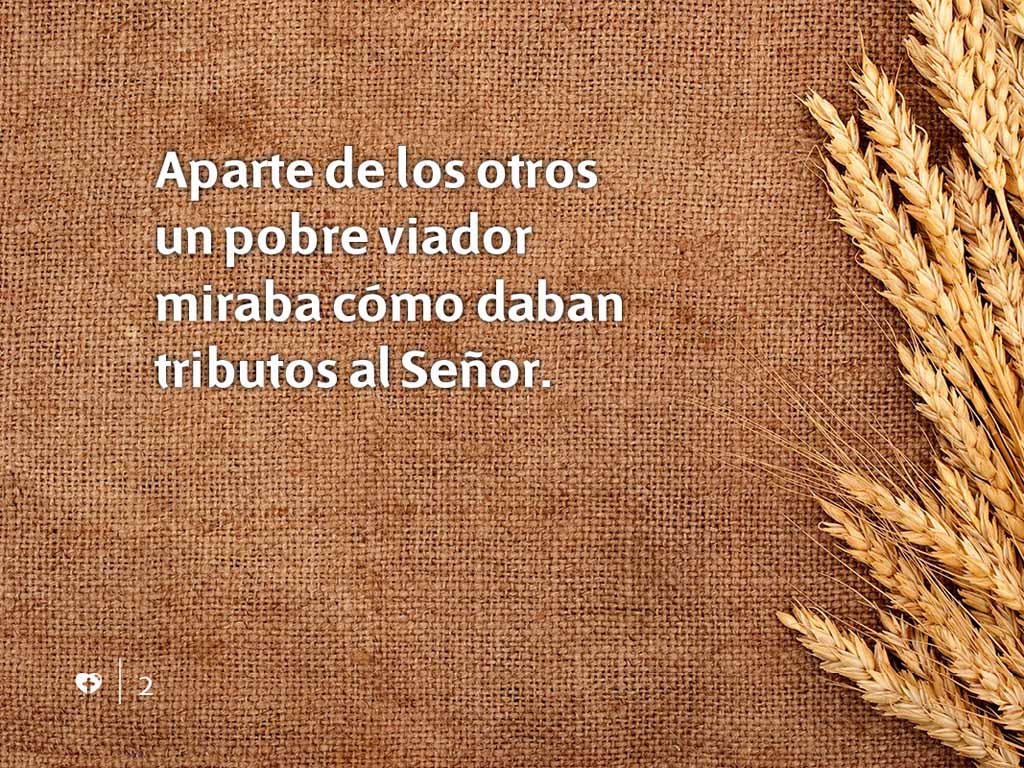 Aparte de los otros
un pobre viador
miraba cómo daban
tributos al Señor.
2